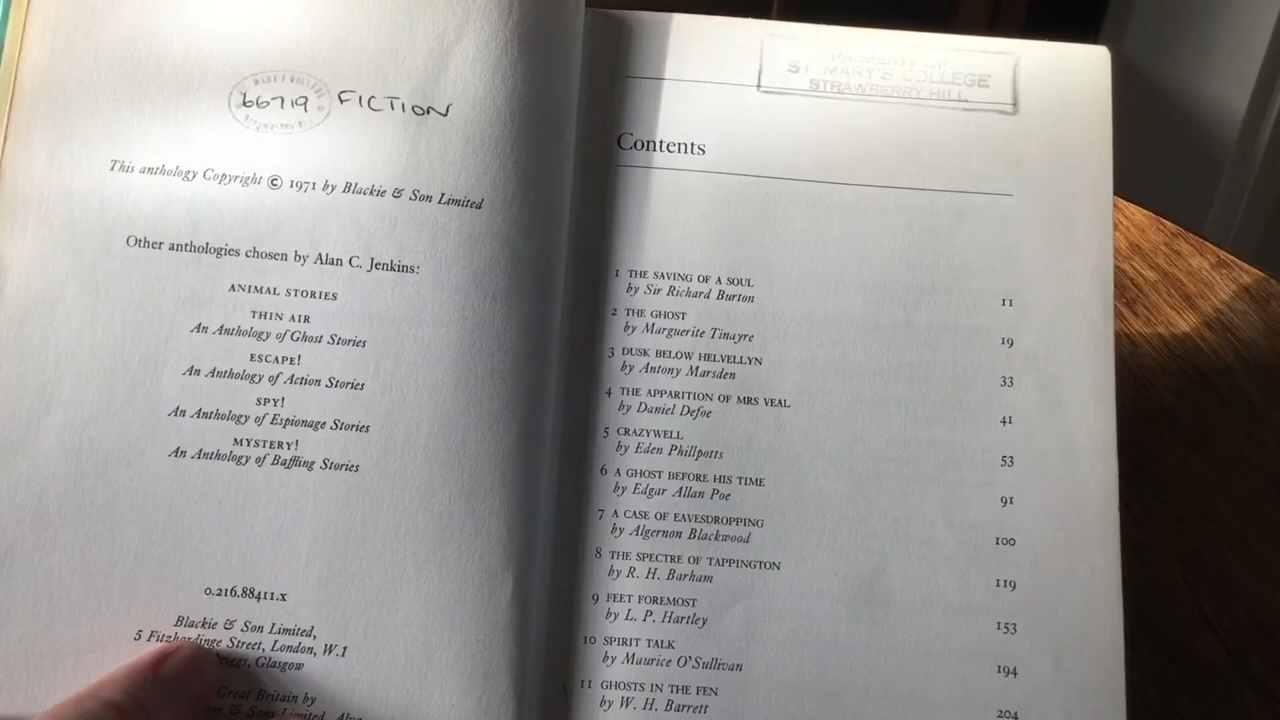 66719 FICTION
This anthology Copyright © 1971 by Blackie & Son Limited
Other anthologies chosen by Alan C. Jenkins:
ANIMAL STORIES
THIN AIR
An Anthology of Ghost Stories
ESCAPE!
An Anthology of Action Stories
SPY!
An Anthology of Espionage Stories
MYSTERY!
An Anthology of Baffling Stories
0.216.88411.x
Blackie & Son Limited,
5 Fitzhardinge Street, London, W.1
Glasgow
Great Britain by
& Sons Limited,
PROPERTY OF
ST. MARY'S COLLEGE
STRAWBERRY HILL
Contents
1 THE SAVING OF A SOUL
by Sir Richard Burton 11
2 THE GHOST
by Marguerite Tinayre 19
3 DUSK BELOW HELVELLYN
by Antony Marsden 33
4 THE APPARITION OF MRS VEAL
by Daniel Defoe 41
5 CRAZYWELL
by Eden Phillpotts 53
6 A GHOST BEFORE HIS TIME
by Edgar Allan Poe 91
7 A CASE OF EAVESDROPPING
by Algernon Blackwood 100
8 THE SPECTRE OF TAPPINGTON
by R. H. Barham 119
9 FEET FOREMOST
by L. P. Hartley 153
10 SPIRIT TALK
by Maurice O'Sullivan 194
11 GHOSTS IN THE FEN
by W. H. Barrett 204